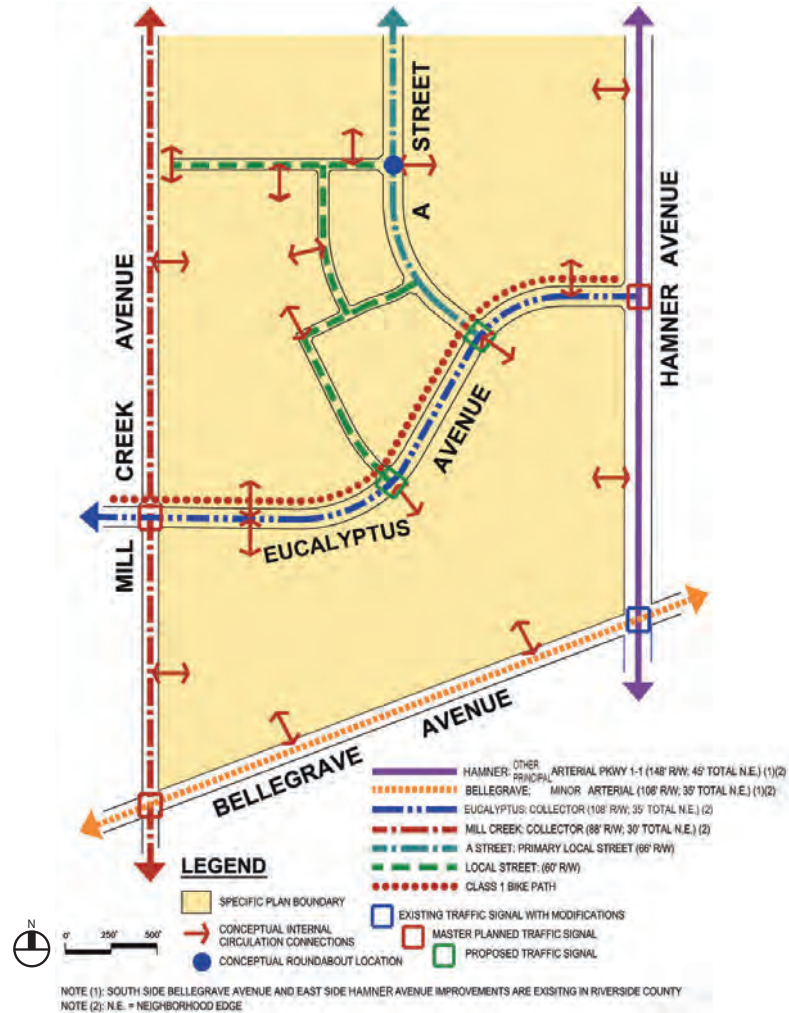 STREET
A
AVENUE
HAMNER
AVENUE
CREEK
MILL
AVENUE
EUCALYPTUS
BELLEGRAVE
AVENUE
HAMNER: OTHER PRINCIPAL ARTERIAL PKWY 1-1 (148' R/W; 45' TOTAL N.E.) (1)(2)
BELLEGRAVE: MINOR ARTERIAL (108' R/W; 35' TOTAL N.E.) (1)(2)
EUCALYPTUS: COLLECTOR (108' R/W; 35' TOTAL N.E.) (2)
MILL CREEK: COLLECTOR (88' R/W; 30' TOTAL N.E.) (2)
A STREET: PRIMARY LOCAL STREET (66' R/W)
LOCAL STREET: (60' R/W)
CLASS 1 BIKE PATH
LEGEND
SPECIFIC PLAN BOUNDARY
CONCEPTUAL INTERNAL
CIRCULATION CONNECTIONS
CONCEPTUAL ROUNDABOUT LOCATION
EXISTING TRAFFIC SIGNAL WITH MODIFICATIONS
MASTER PLANNED TRAFFIC SIGNAL
PROPOSED TRAFFIC SIGNAL
N
0' 250' 500'
NOTE (1): SOUTH SIDE BELLEGRAVE AVENUE AND EAST SIDE HAMNER AVENUE IMPROVEMENTS ARE EXISITNG IN RIVERSIDE COUNTY
NOTE (2): N.E. = NEIGHBORHOOD EDGE